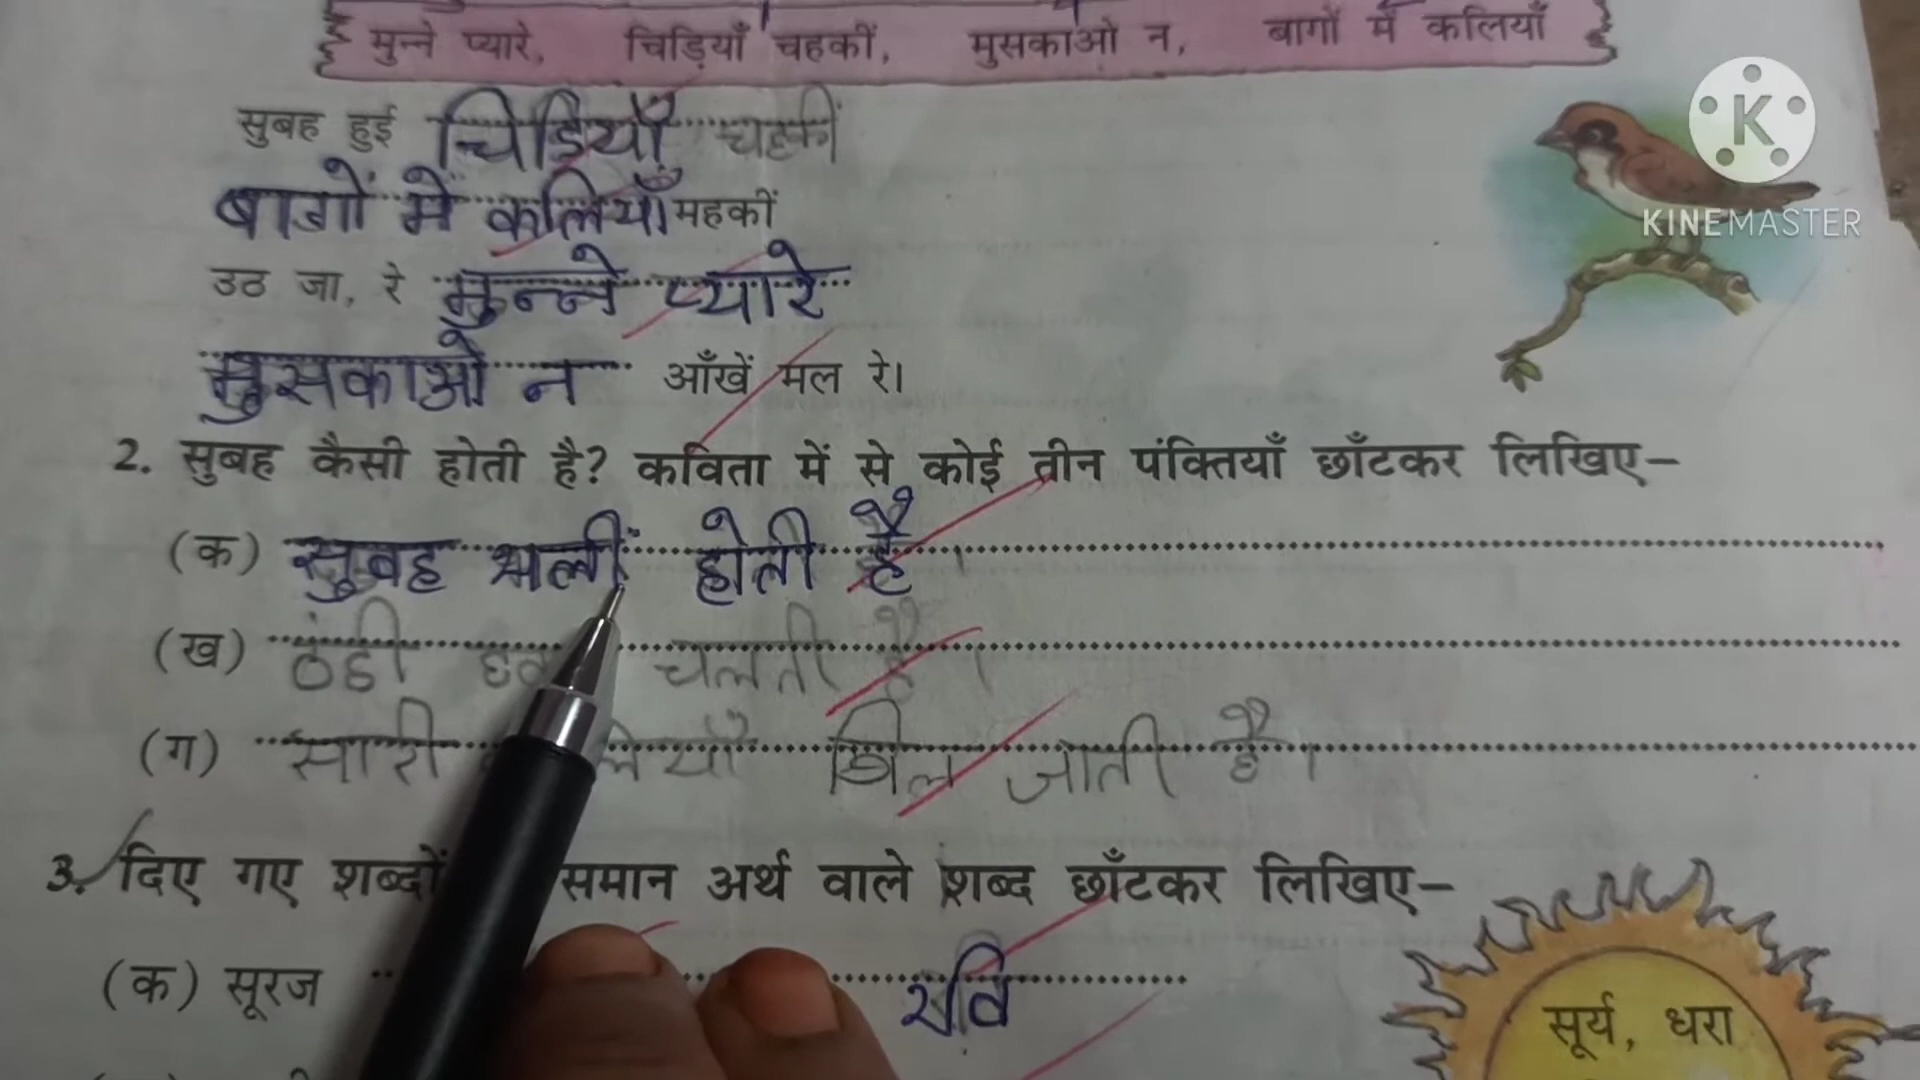 मुन्ने प्यारे, चिड़ियाँ चहकीं, मुसकाओ न, बागों में कलियाँ
सुबह हुई चिडियाँ चहकीं
बागों में कलियाँ महकीं
उठ जा, रे मुन्ने प्यारे
मुसकाओ न आँखें मल रे।
2. सुबह कैसी होती है? कविता में से कोई तीन पंक्तियाँ छाँटकर लिखिए–
(क) सुबह भलीं होती है।
(ख) ठंडी चलती है।
(ग) सारी खिल जाती है।
3. दिए गए शब्दों समान अर्थ वाले शब्द छाँटकर लिखिए–
(क) सूरज रवि
सूर्य, धरा
K
KINEMASTER